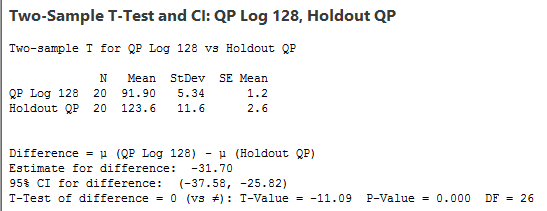 Two-Sample T-Test and CI: QP Log 128, Holdout QP
Two-sample T for QP Log 128 vs Holdout QP
N Mean StDev SE Mean
QP Log 128 20 91.90 5.34 1.2
Holdout QP 20 123.6 11.6 2.6
Difference = μ (QP Log 128) - μ (Holdout QP)
Estimate for difference: -31.70
95% CI for difference: (-37.58, -25.82)
T-Test of difference = 0 (vs ≠): T-Value = -11.09 P-Value = 0.000 DF = 26